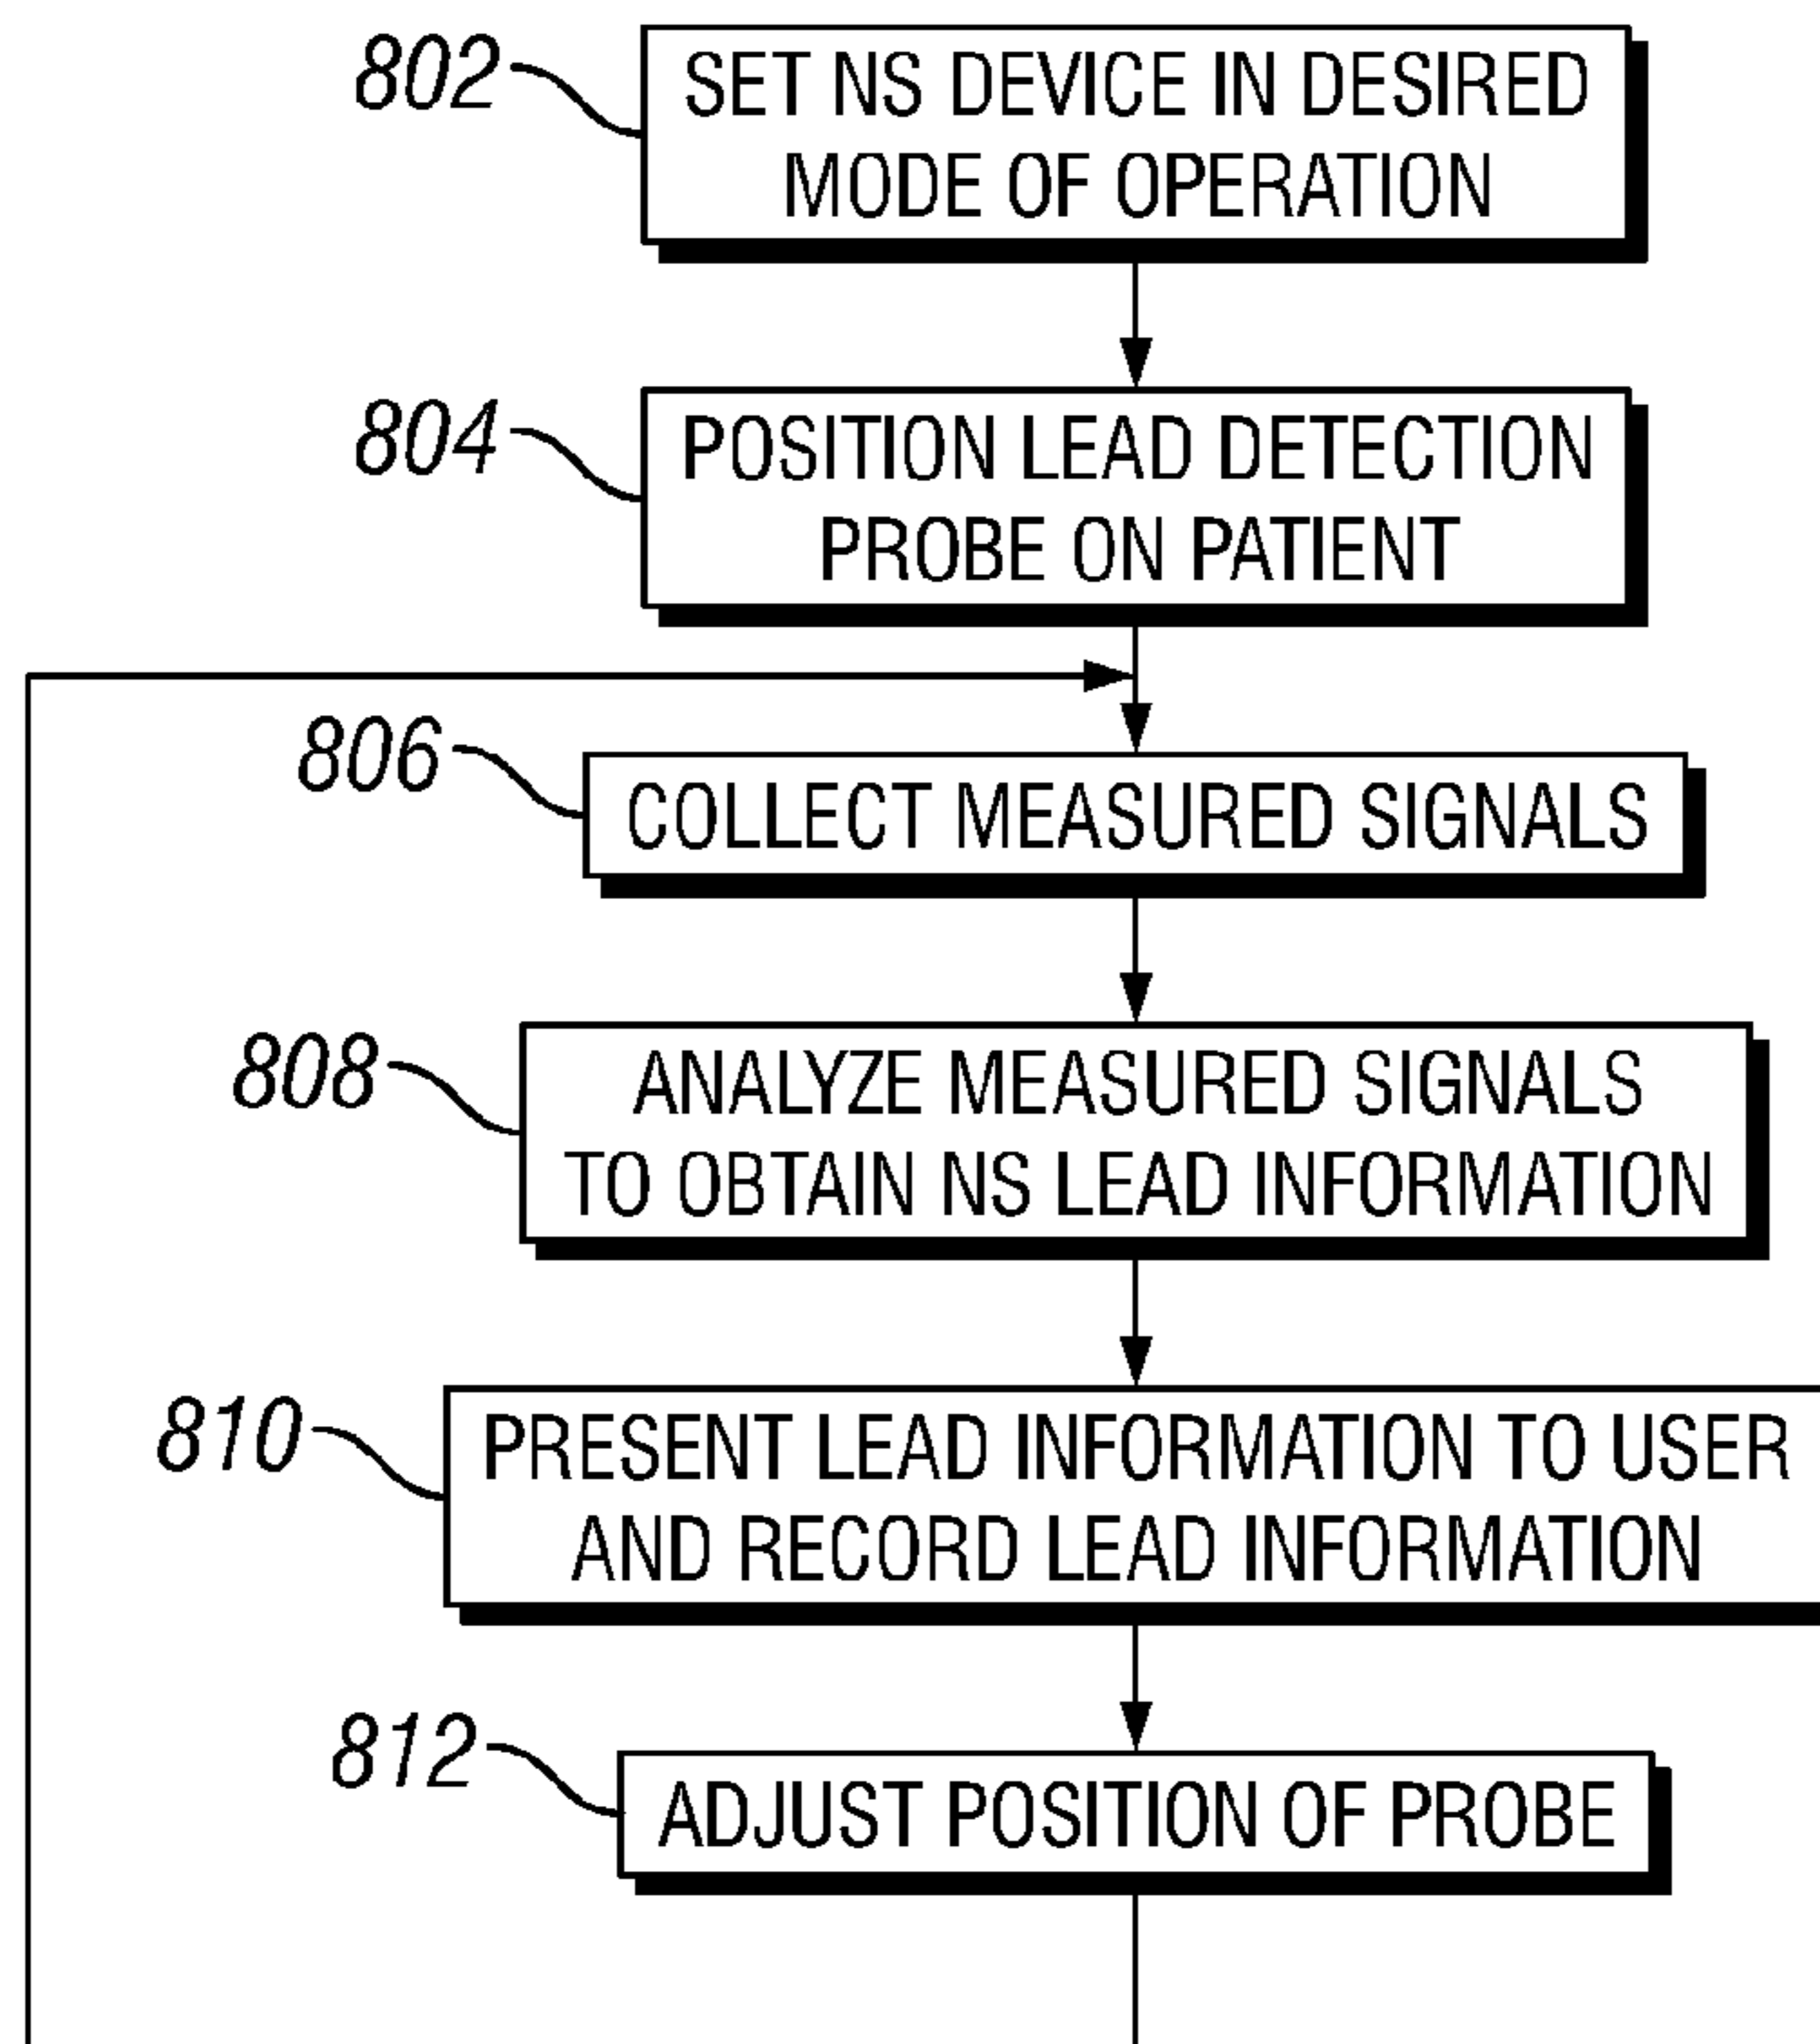 802
SET NS DEVICE IN DESIRED
MODE OF OPERATION
804
POSITION LEAD DETECTION
PROBE ON PATIENT
806
COLLECT MEASURED SIGNALS
808
ANALYZE MEASURED SIGNALS
TO OBTAIN NS LEAD INFORMATION
810
PRESENT LEAD INFORMATION TO USER
AND RECORD LEAD INFORMATION
812
ADJUST POSITION OF PROBE